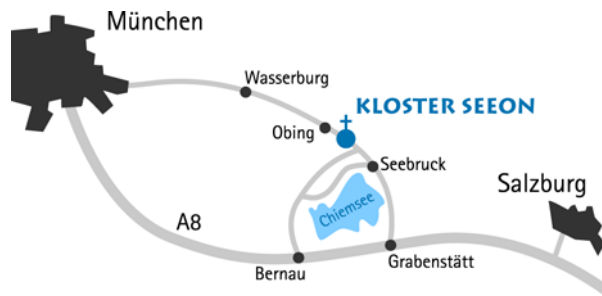 München
Wasserburg
KLOSTER SEEON
Obing
Seebruck
Salzburg
Chiemsee
A8
Grabenstätt
Bernau